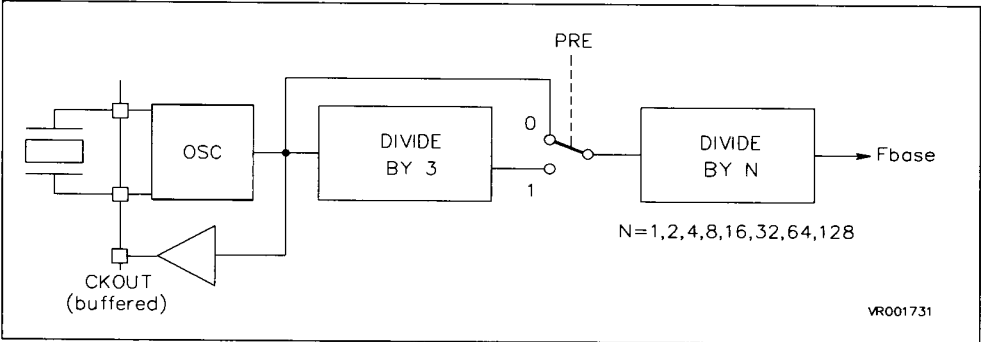 PRE
OSC
DIVIDE
BY 3
0
1
DIVIDE
BY N
Fbase
N=1,2,4,8,16,32,64,128
CKOUT
(buffered)
VR001731